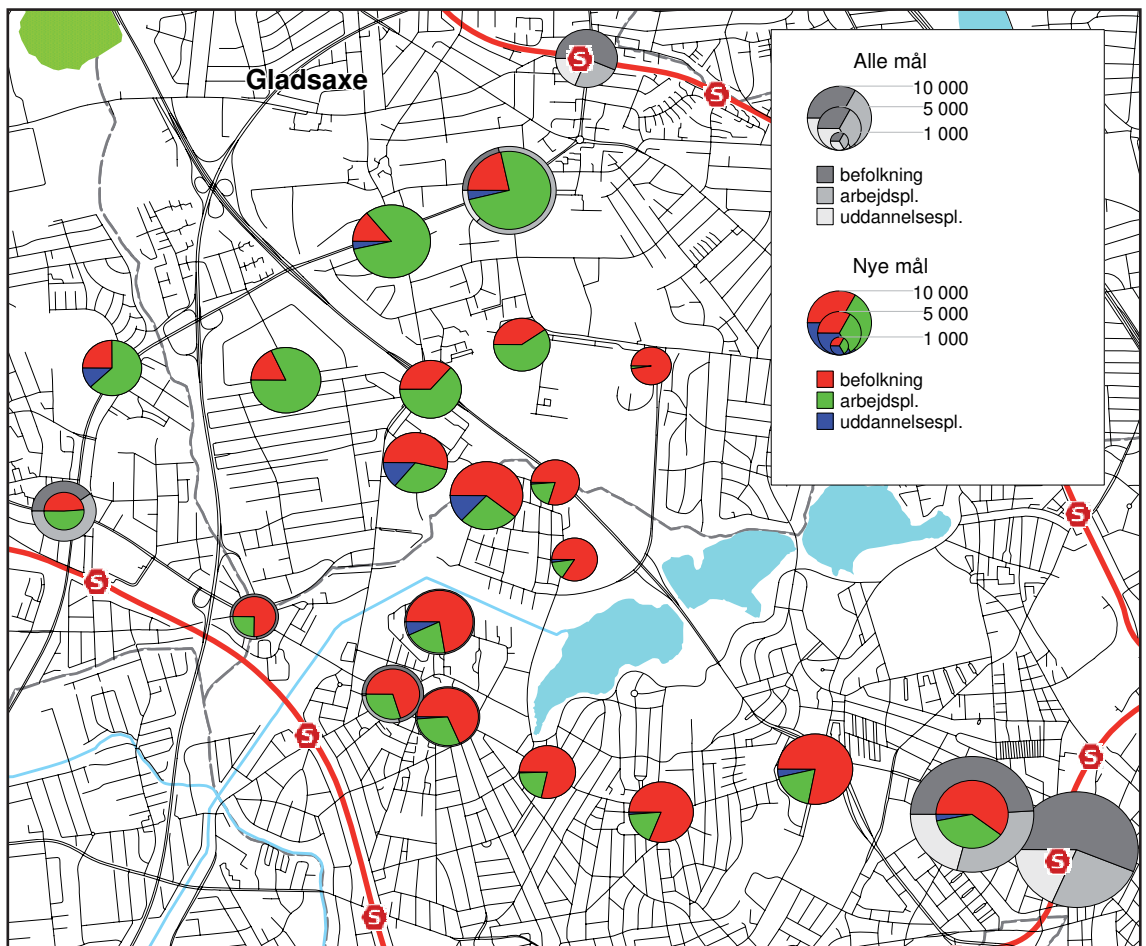 Gladsaxe
S
S
Alle mål
10 000
5 000
1 000
befolkning
arbejdspl.
uddannelsespl.
Nye mål
10 000
5 000
1 000
befolkning
arbejdspl.
uddannelsespl.
S
S
S
S
S
S